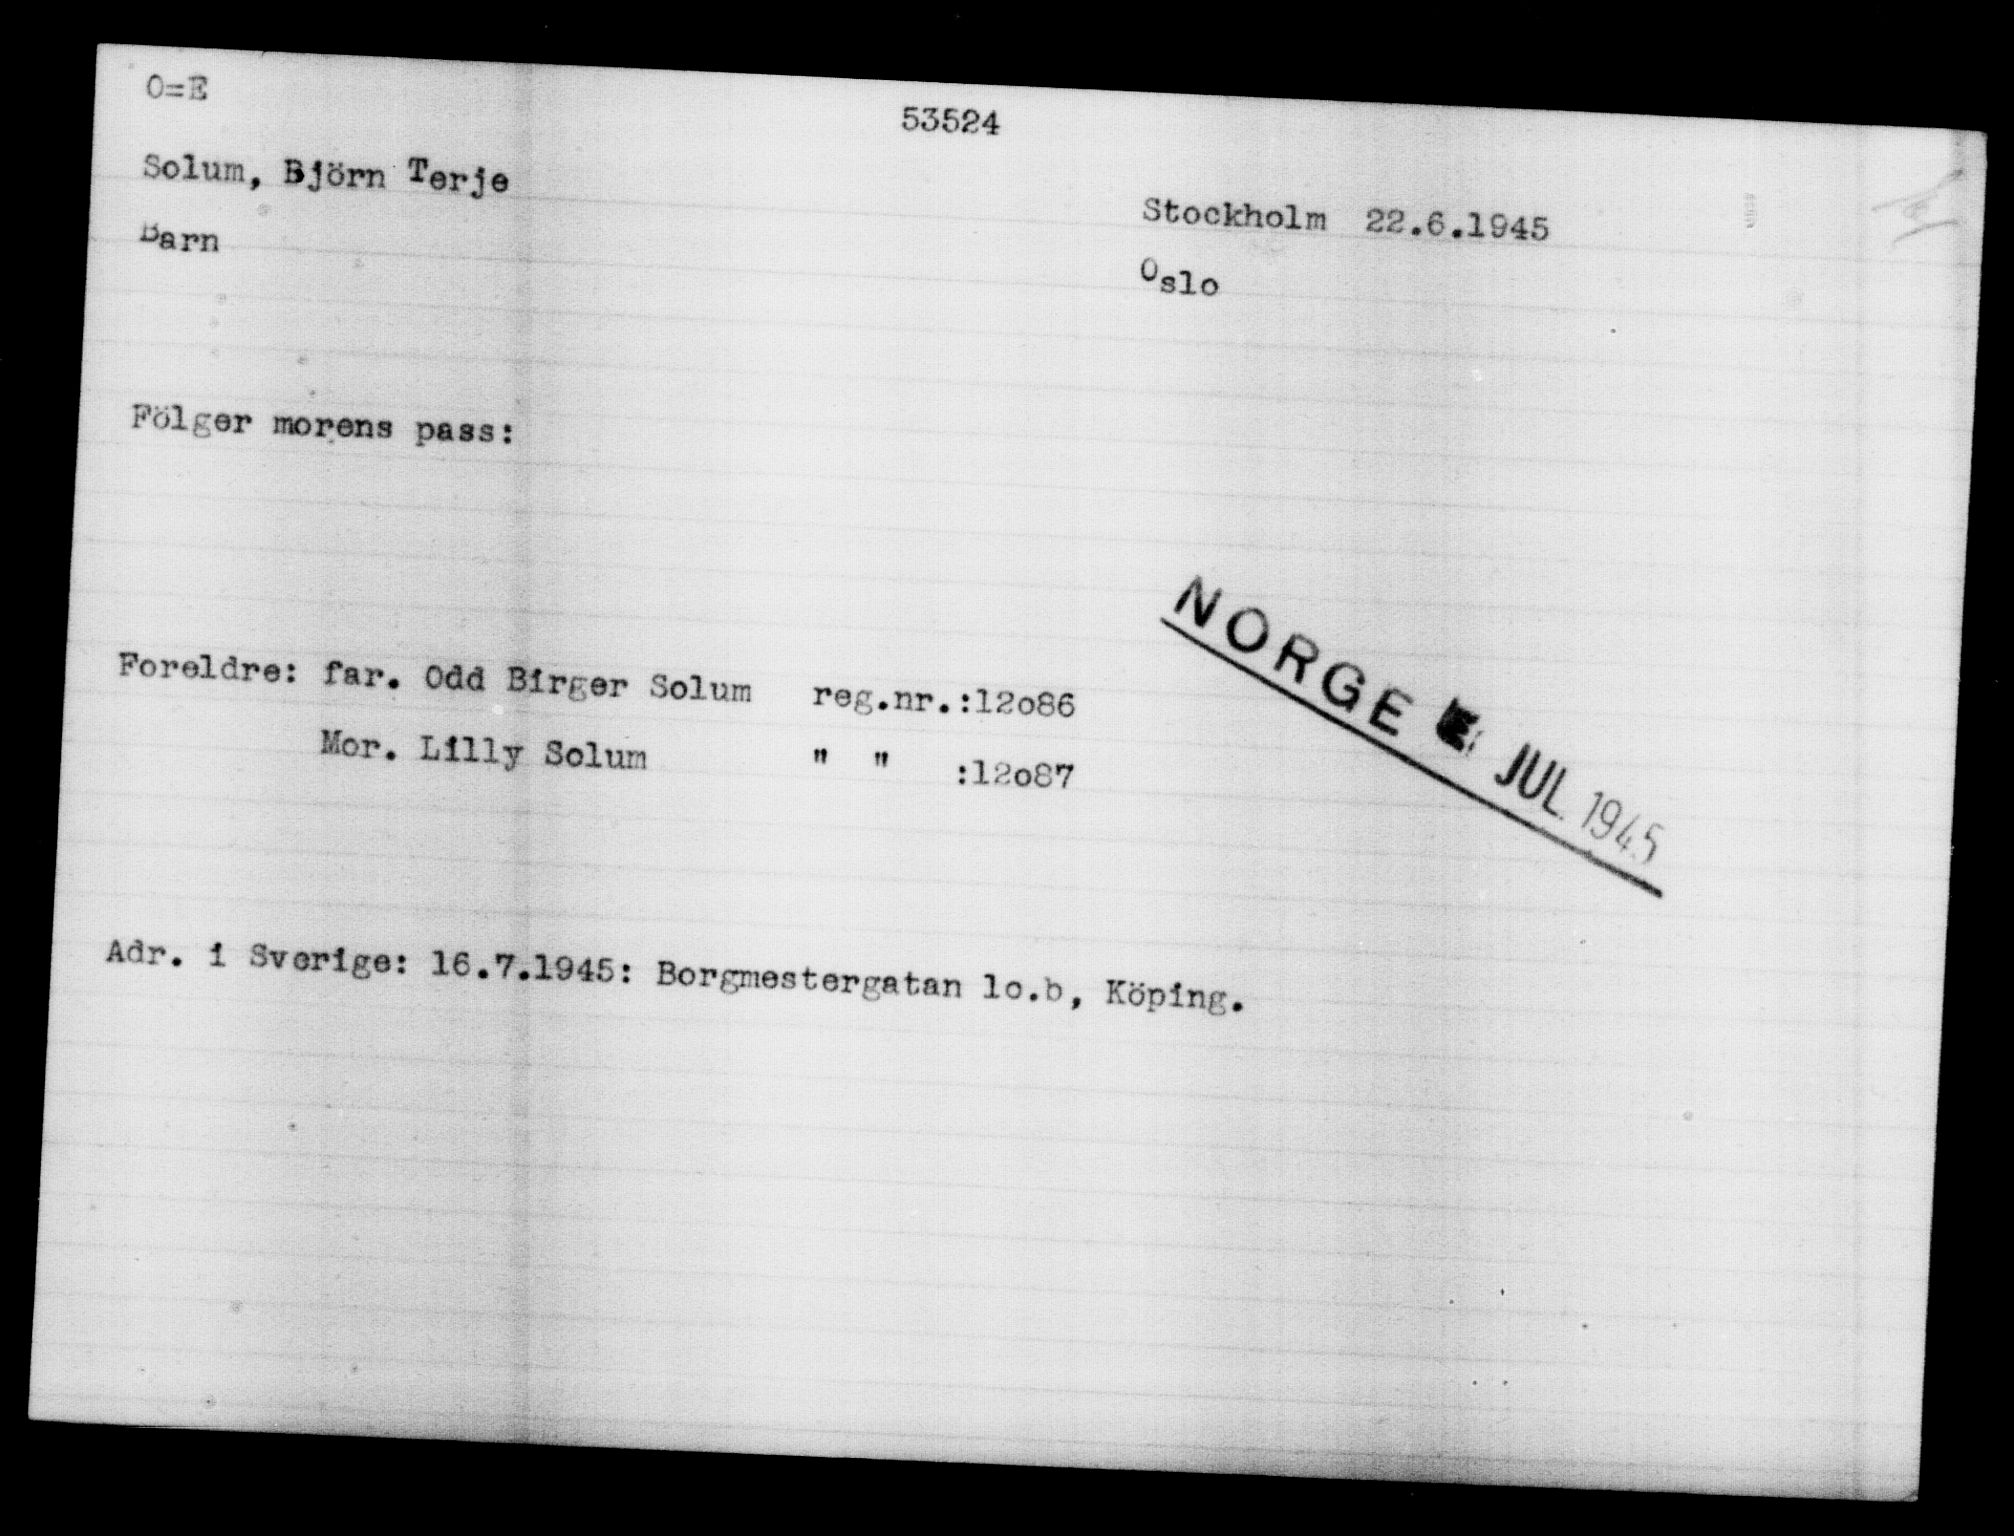 O=E
53524
Solum, Björn Terje
Stockholm 22.6.1945
Barn
Oslo
Fölger morens pass:
NORGE JUL 1945
Foreldre: far. Odd Birger Solum reg.nr.:12o86
Mor. Lilly Solum " " :12o87
Adr. i Sverige: 16.7.1945: Borgmestergatan 1o.b, Köping.